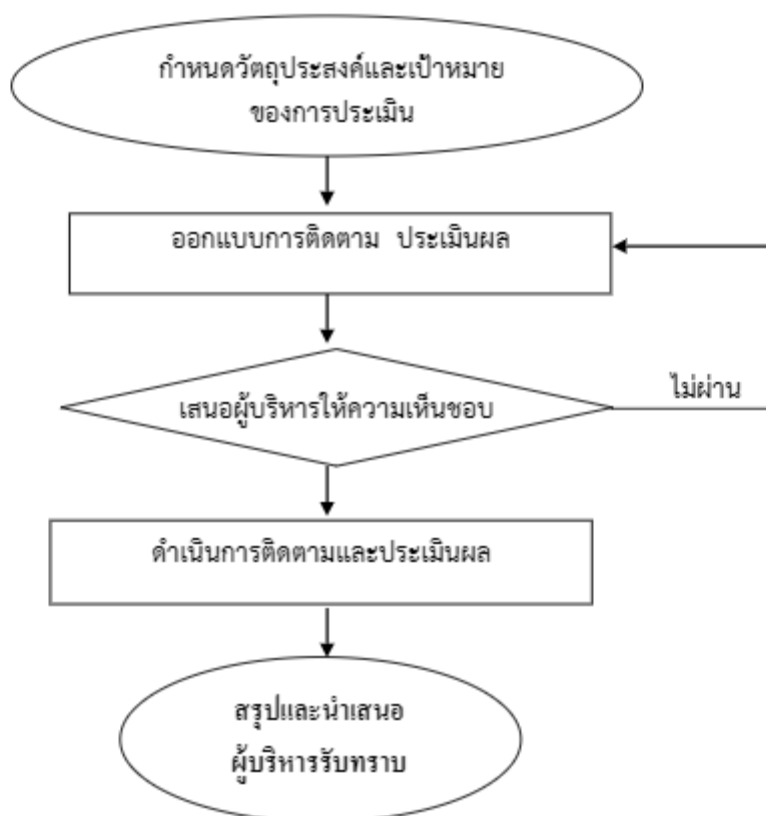 กำหนดวัตถุประสงค์และเป้าหมาย
ของการประเมิน
ออกแบบการติดตาม ประเมินผล
เสนอผู้บริหารให้ความเห็นชอบ
ไม่ผ่าน
ดำเนินการติดตามและประเมินผล
สรุปและนำเสนอ
ผู้บริหารรับทราบ